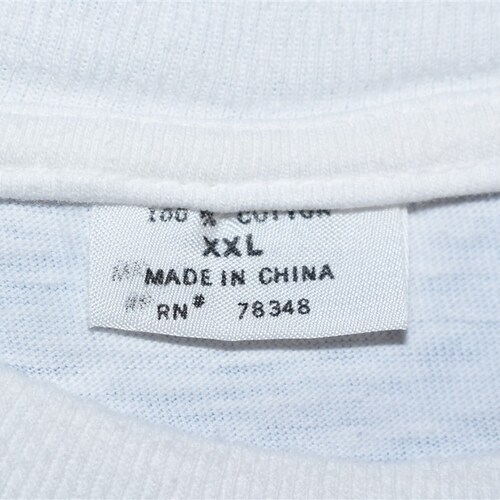 100 % COTTON
XXL
MADE IN CHINA
RN# 78348